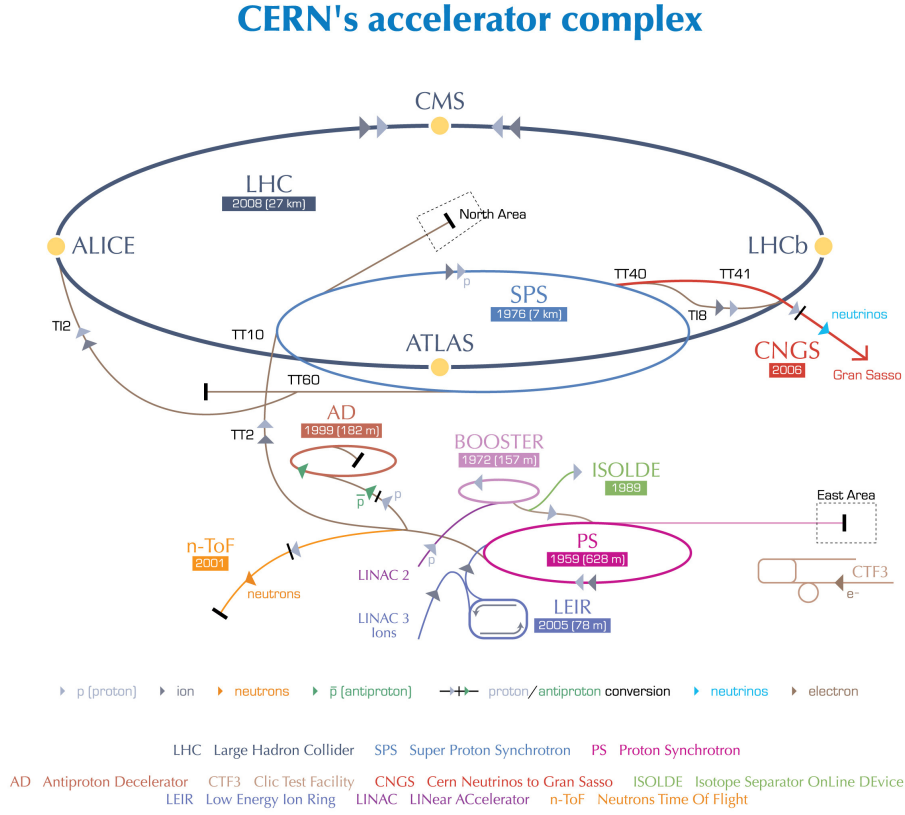 CERN's accelerator complex
CMS
LHC
2008 (27 km)
North Area
ALICE
LHCb
TT40
TT41
p
SPS
1976 (7 km)
TI2
TI8
neutrinos
TT10
ATLAS
CNGS
2006
Gran Sasso
TT60
AD
1999 (182 m)
TT2
BOOSTER
1972 (157 m)
ISOLDE
1989
p̅
p
East Area
n-ToF
2001
PS
1959 (628 m)
LINAC 2
p
neutrons
CTF3
e-
LINAC 3
Ions
LEIR
2005 (78 m)
p (proton) ion neutrons p̅ (antiproton) proton/antiproton conversion neutrinos electron
LHC Large Hadron Collider SPS Super Proton Synchrotron PS Proton Synchrotron
AD Antiproton Decelerator CTF3 Clic Test Facility CNGS Cern Neutrinos to Gran Sasso ISOLDE Isotope Separator OnLine DEvice
LEIR Low Energy Ion Ring LINAC LINear ACcelerator n-ToF Neutrons Time Of Flight